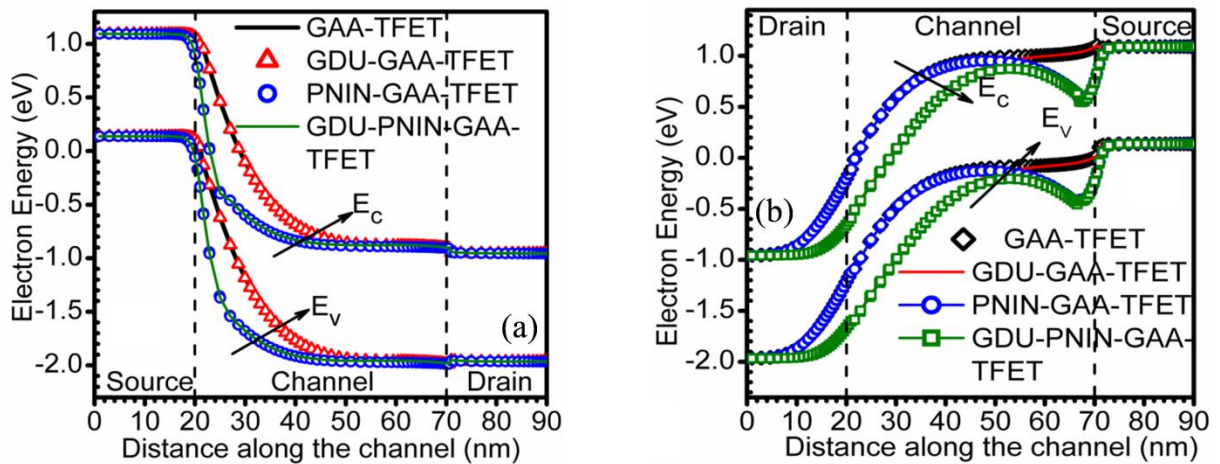 Electron Energy (eV)
1.0
0.5
0.0
-0.5
-1.0
-1.5
-2.0
GAA-TFET
GDU-GAA-TFET
PNIN-GAA-TFET
GDU-PNIN-GAA-
TFET
EC
EV
(a)
Source
Channel
Drain
0 10 20 30 40 50 60 70 80 90
Distance along the channel (nm)
Electron Energy (eV)
1.0
0.5
0.0
-0.5
-1.0
-1.5
-2.0
Drain
Channel
Source
EC
EV
(b)
GAA-TFET
GDU-GAA-TFET
PNIN-GAA-TFET
GDU-PNIN-GAA-
TFET
0 10 20 30 40 50 60 70 80 90
Distance along the channel (nm)